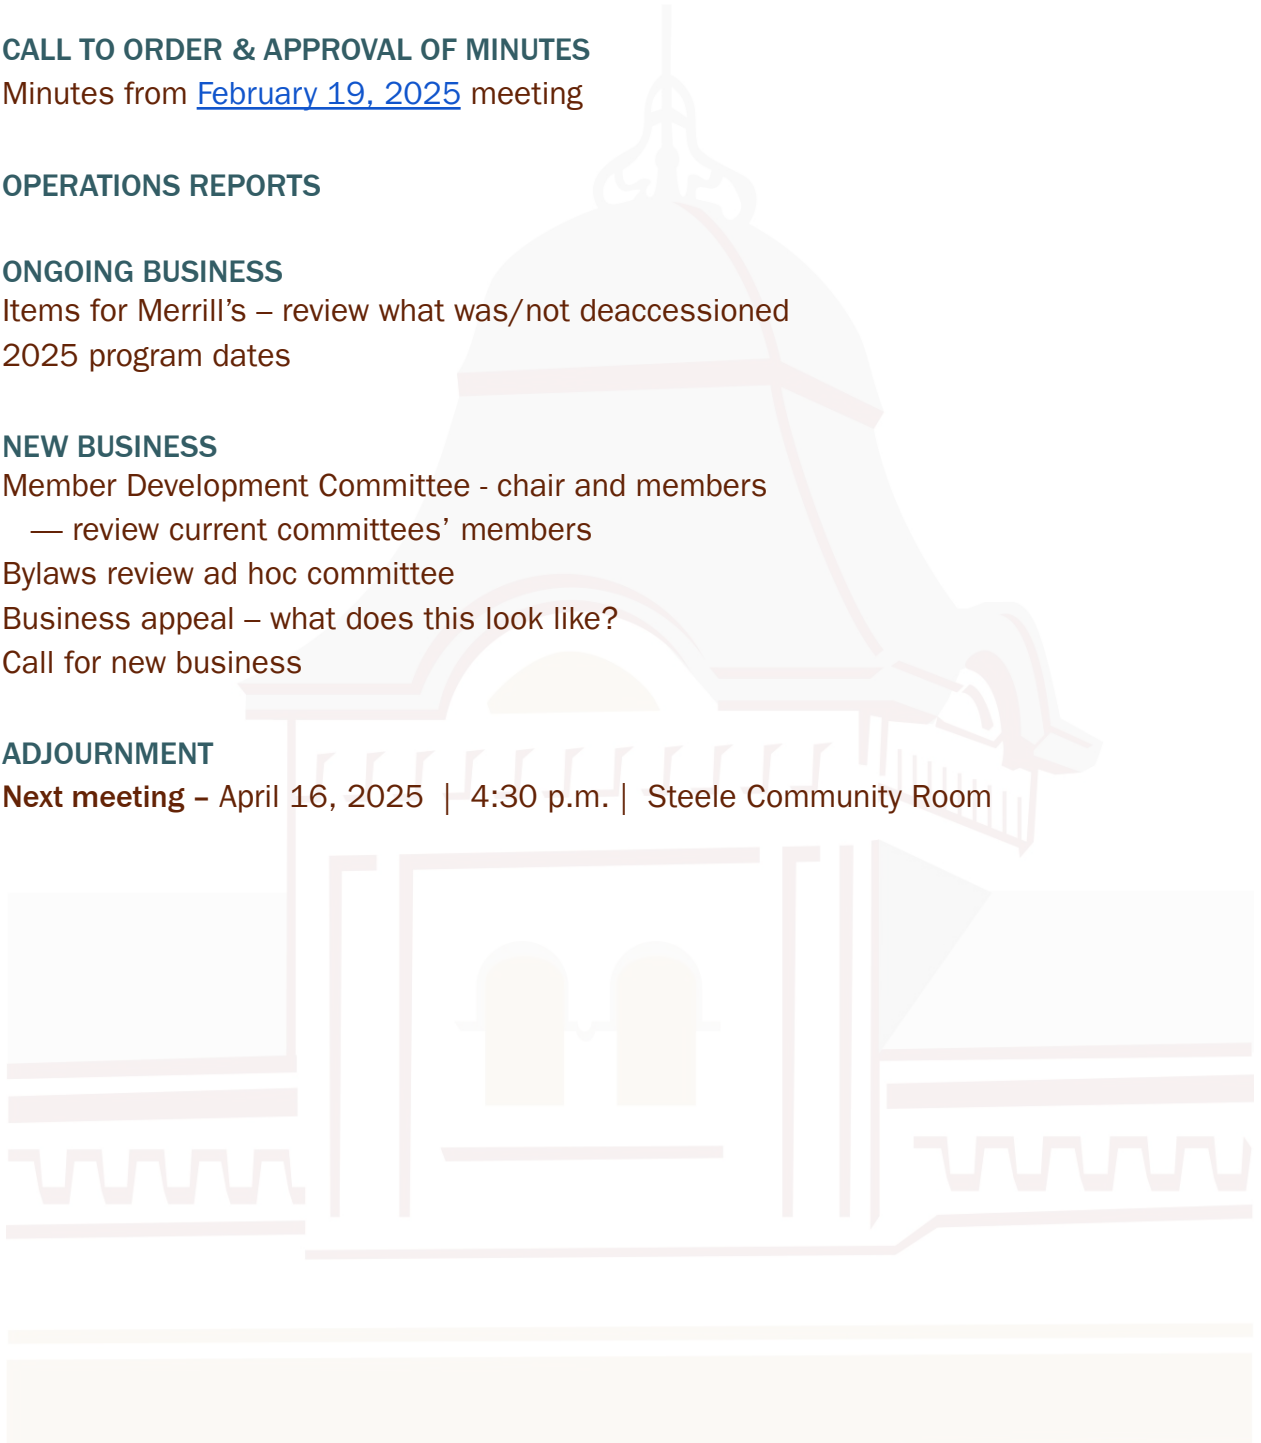 CALL TO ORDER & APPROVAL OF MINUTES
Minutes from February 19, 2025 meeting
OPERATIONS REPORTS
ONGOING BUSINESS
Items for Merrill’s – review what was/not deaccessioned
2025 program dates
NEW BUSINESS
Member Development Committee - chair and members
— review current committees’ members
Bylaws review ad hoc committee
Business appeal – what does this look like?
Call for new business
ADJOURNMENT
Next meeting – April 16, 2025 | 4:30 p.m. | Steele Community Room